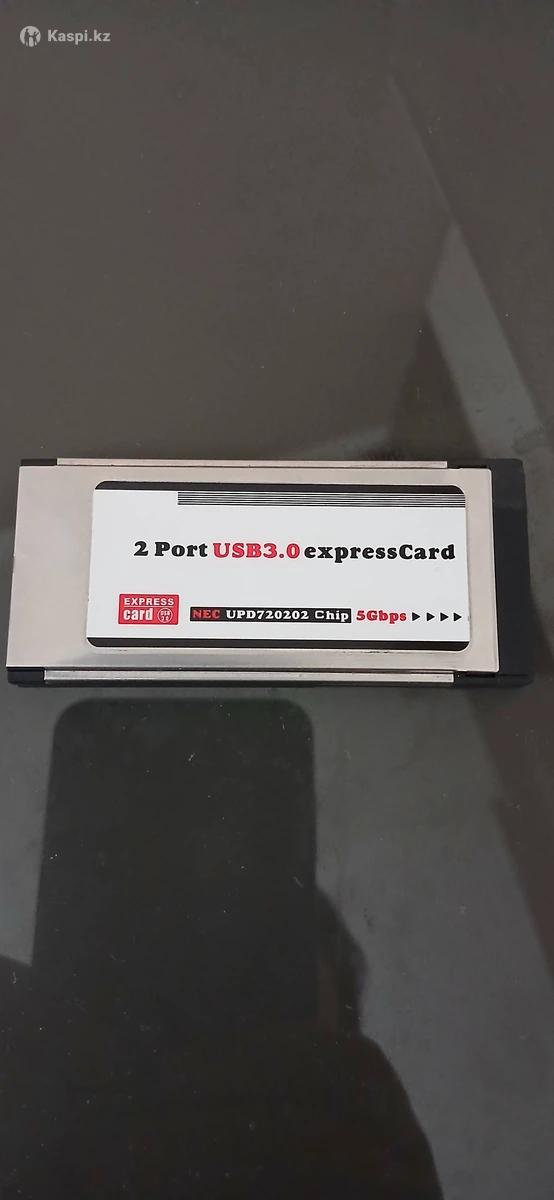 Kaspi.kz
2 Port USB3.0 expressCard
EXPRESS
card
NEC UPD720202 Chip 5Gbps